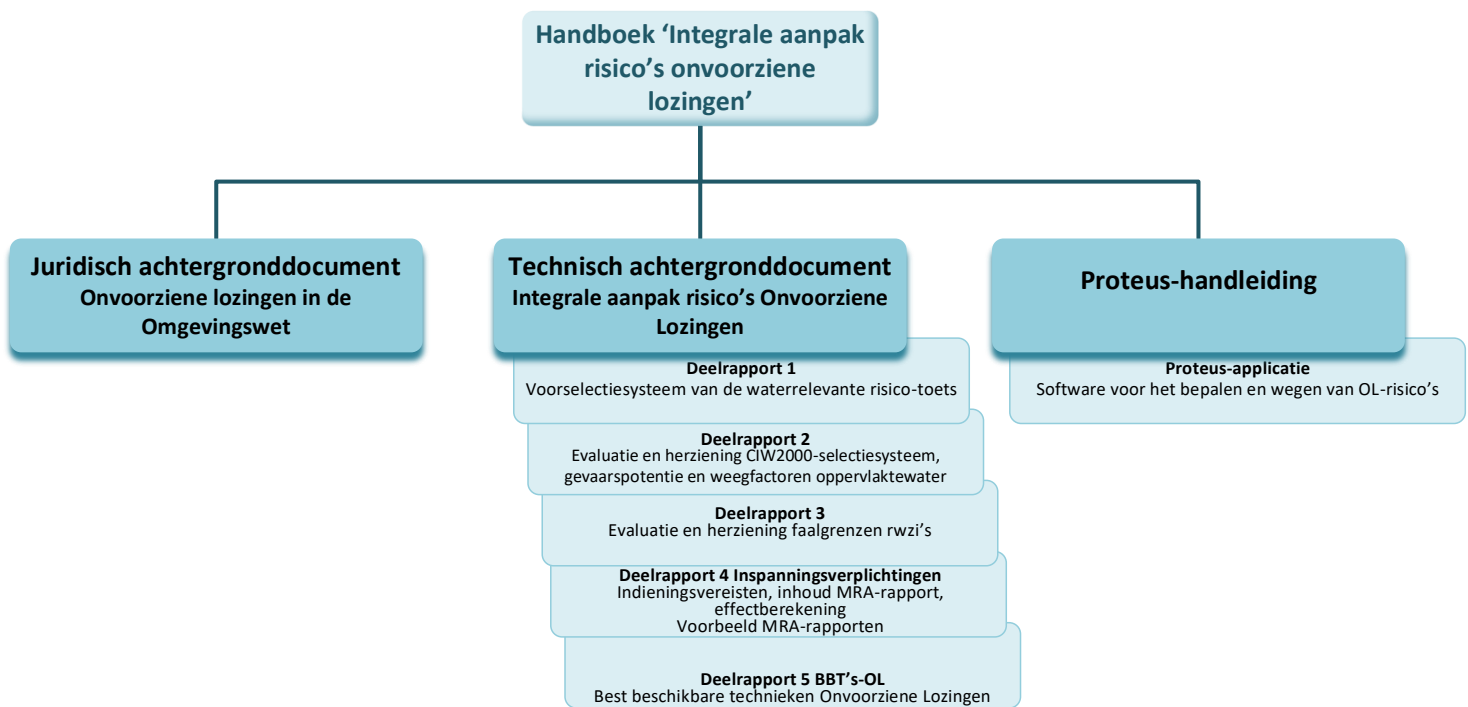 Handboek ‘Integrale aanpak
risico’s onvoorziene
lozingen’
Juridisch achtergronddocument
Onvoorziene lozingen in de
Omgevingswet
Technisch achtergronddocument
Integrale aanpak risico’s Onvoorziene
Lozingen
Deelrapport 1
Voorselectiesysteem van de waterrelevante risico-toets
Deelrapport 2
Evaluatie en herziening CIW2000-selectiesysteem,
gevaarspotentie en weegfactoren oppervlaktewater
Deelrapport 3
Evaluatie en herziening faalgrenzen rwzi’s
Deelrapport 4 Inspanningsverplichtingen
Indieningsvereisten, inhoud MRA-rapport,
effectberekening
Voorbeeld MRA-rapporten
Deelrapport 5 BBT’s-OL
Best beschikbare technieken Onvoorziene Lozingen
Proteus-handleiding
Proteus-applicatie
Software voor het bepalen en wegen van OL-risico’s